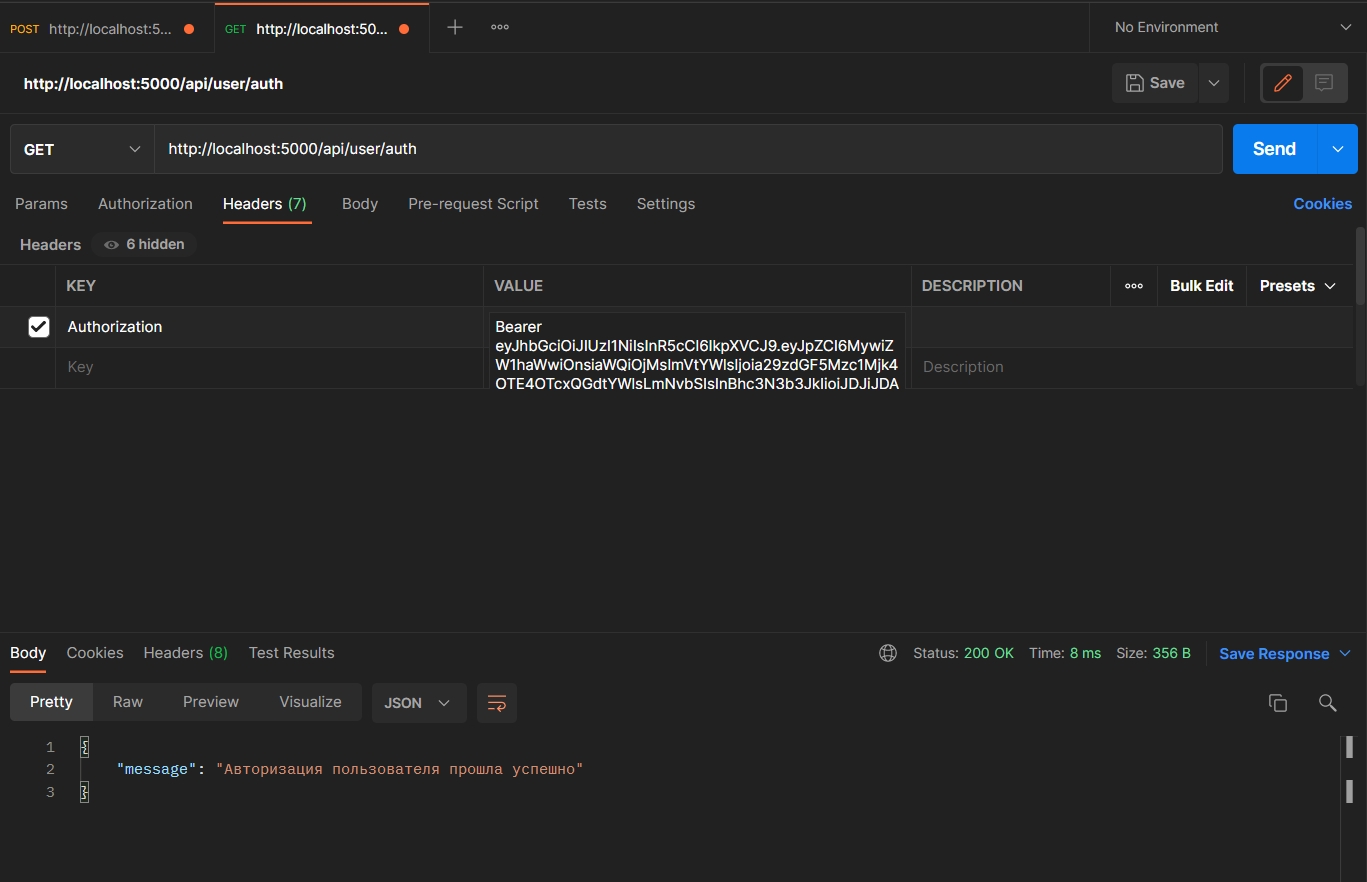 POST http://localhost:5... GET http://localhost:50... No Environment
http://localhost:5000/api/user/auth Save
GET http://localhost:5000/api/user/auth Send
Params Authorization Headers (7) Body Pre-request Script Tests Settings Cookies
Headers 6 hidden
KEY VALUE DESCRIPTION Bulk Edit Presets
Authorization Bearer
eyJhbGciOiJIUzI1NiIsInR5cCI6IkpXVCJ9.eyJpZCI6MywiZ
W1haWwiOnsiaWQiOjMsImVtYWlsIjoia29zdGF5Mzc1Mjk4
Key Description
OTE4OTcxQGdtYWlsLmNvbSIsInBhc3N3b3JkIjoiJDJiJDA
Body Cookies Headers (8) Test Results Status: 200 OK Time: 8 ms Size: 356 B Save Response
Pretty Raw Preview Visualize JSON
1 {
2 "message": "Авторизация пользователя прошла успешно"
3 }